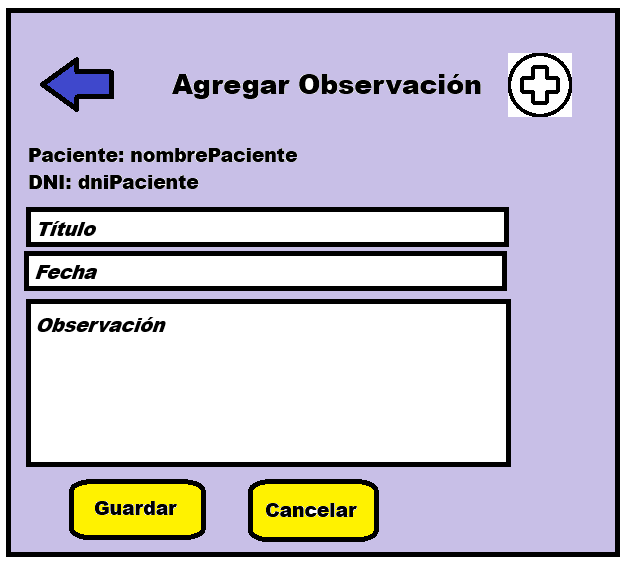 Agregar Observación
Paciente: nombrePaciente
DNI: dniPaciente
Título
Fecha
Observación
Guardar
Cancelar